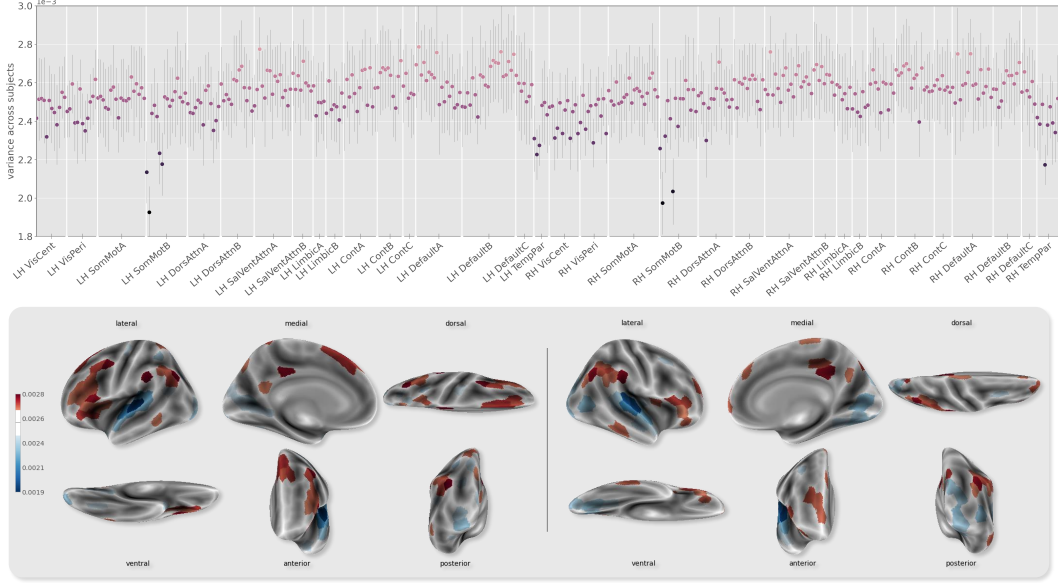 1e−3
3.0
2.8
2.6
2.4
2.2
2.0
1.8
variance across subjects
LH VisCent
LH VisPeri
LH SomMotA
LH SomMotB
LH DorsAttnA
LH DorsAttnB
LH SalVentAttnA
LH SalVentAttnB
LH LimbicA
LH LimbicB
LH ContA
LH ContB
LH ContC
LH DefaultA
LH DefaultB
LH DefaultC
LH TempPar
RH VisCent
RH VisPeri
RH SomMotA
RH SomMotB
RH DorsAttnA
RH DorsAttnB
RH SalVentAttnA
RH SalVentAttnB
RH LimbicA
RH LimbicB
RH ContA
RH ContB
RH ContC
RH DefaultA
RH DefaultB
RH DefaultC
RH TempPar
lateral medial dorsal lateral medial dorsal
0.0028
0.0026
0.0024
0.0021
0.0019
ventral anterior posterior ventral anterior posterior